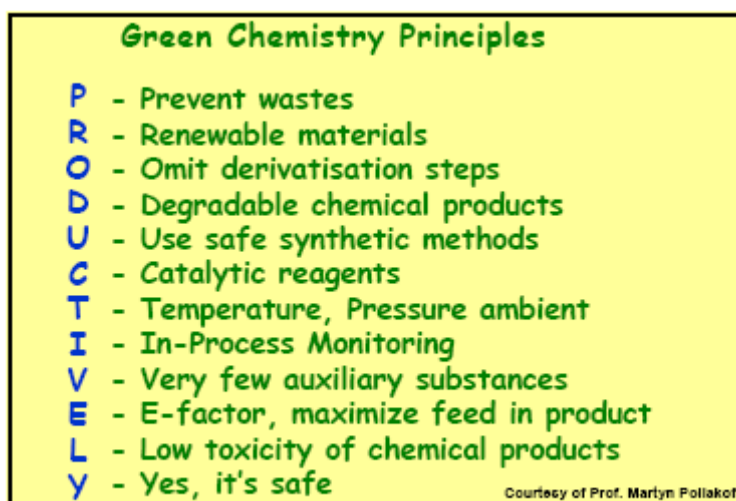 Green Chemistry Principles
P - Prevent wastes
R - Renewable materials
O - Omit derivatisation steps
D - Degradable chemical products
U - Use safe synthetic methods
C - Catalytic reagents
T - Temperature, Pressure ambient
I - In-Process Monitoring
V - Very few auxiliary substances
E - E-factor, maximize feed in product
L - Low toxicity of chemical products
Y - Yes, it's safe
Courtesy of Prof. Martyn Poliakof